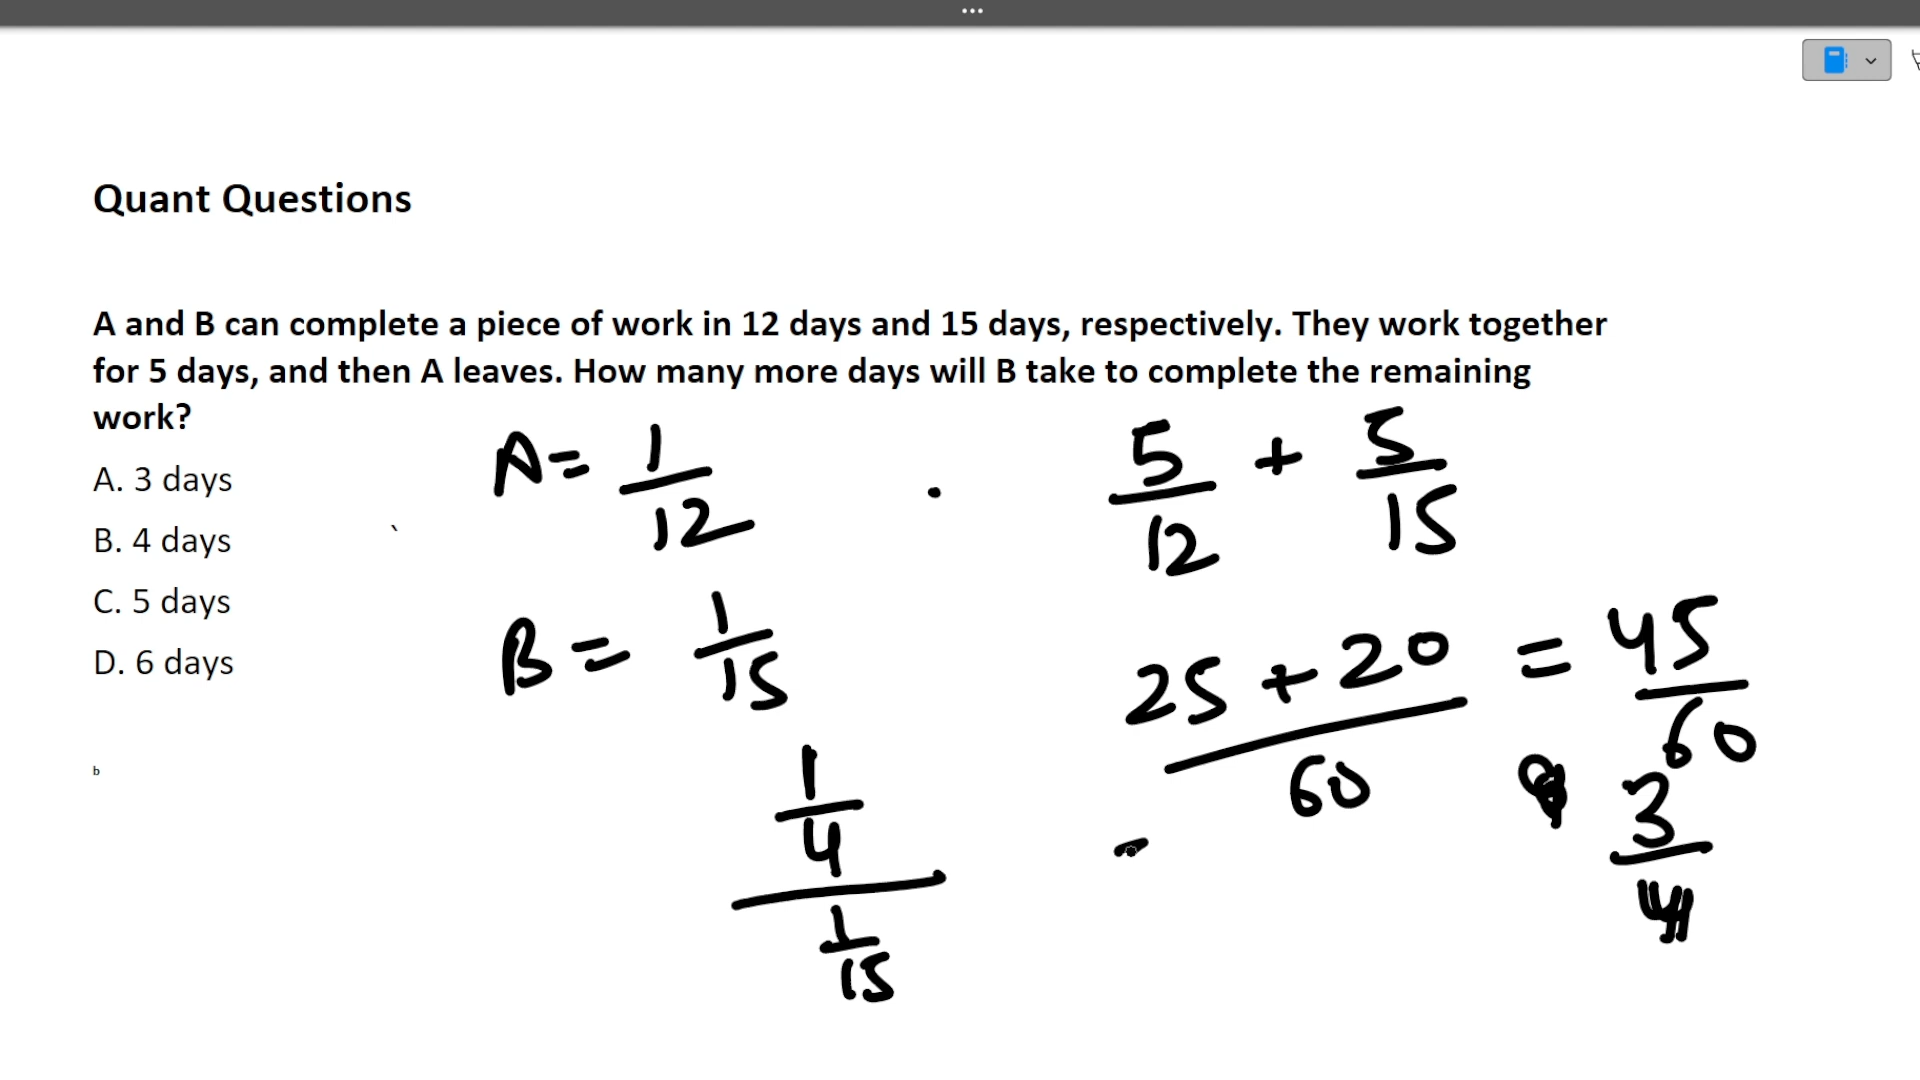 Quant Questions
A and B can complete a piece of work in 12 days and 15 days, respectively. They work together
for 5 days, and then A leaves. How many more days will B take to complete the remaining
work?
A. 3 days
B. 4 days
C. 5 days
D. 6 days
b
A = 1/12
B = 1/15
1/4
1/15
5/12 + 5/15
25 + 20 / 60 = 45/60
3/4